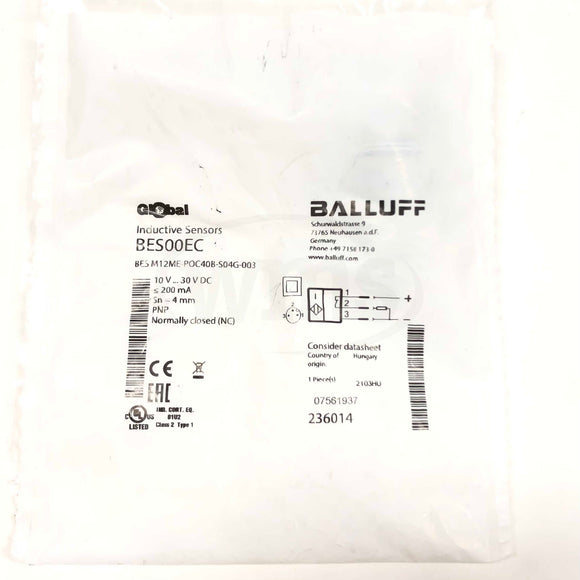 Global
Inductive Sensors
BES00EC
BES M12ME-POC40B-S04G-003
10 V ... 30 V DC
≤ 200 mA
Sn = 4 mm
PNP
Normally closed (NC)
CE
EAC
C UL US
LISTED
IND. CONT. EQ.
81U2
Class 2 Type 1
BALLUFF
Schurwaldstrasse 9
73765 Neuhausen a.d.F.
Germany
Phone +49 7158 173-0
www.balluff.com
1 +
2
3 -
Consider datasheet
Country of origin. Hungary
1 Piece(s) 2103HU
07561937
236014